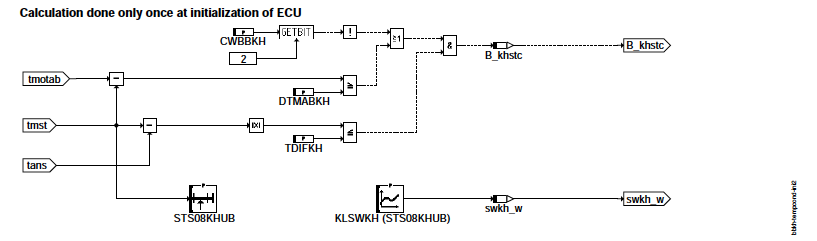 Calculation done only once at initialization of ECU
CWBBKH
P
GETBIT
!
2
≥1
&
B_khstc
B_khstc
tmotab
−
≥
P
DTMABKH
tmst
−
|X|
≤
P
TDIFKH
tans
P
STS08KHUB
P
KLSWKH (STS08KHUB)
swkh_w
swkh_w